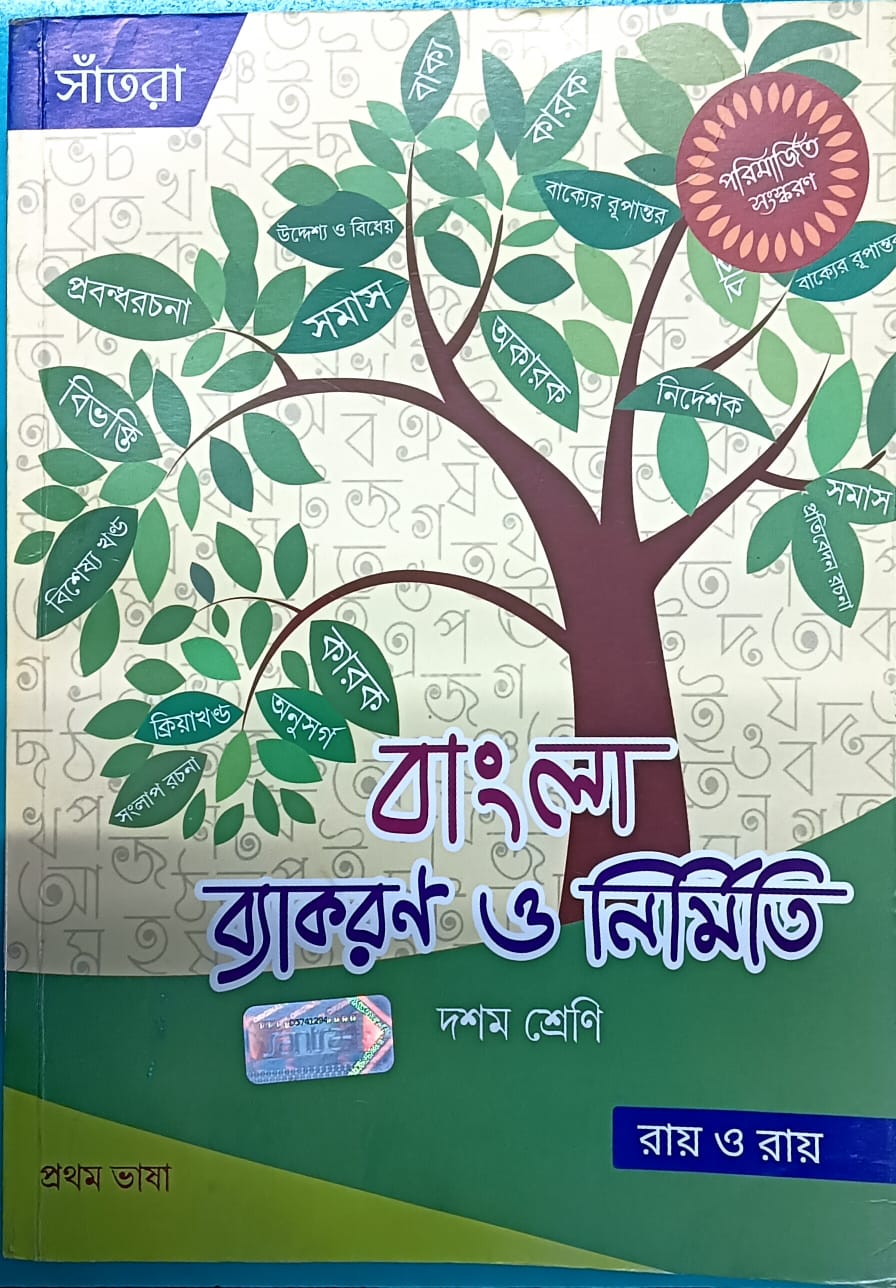 সাঁতরা
বাক্য
কারক
পরিমার্জিত
সংস্করণ
বাক্যের রূপান্তর
উদ্দেশ্য ও বিধেয়
বাক্যের রূপান্তর
প্রবন্ধরচনা
সমাস
অকারক
বিভক্তি
নির্দেশক
সমাস
প্রতিবেদন রচনা
বিশেষ্য খণ্ড
কারক
ক্রিয়াখণ্ড
অনুসর্গ
সংলাপ রচনা
বাংলা
ব্যাকরণ ও নির্মিতি
দশম শ্রেণি
রায় ও রায়
প্রথম ভাষা